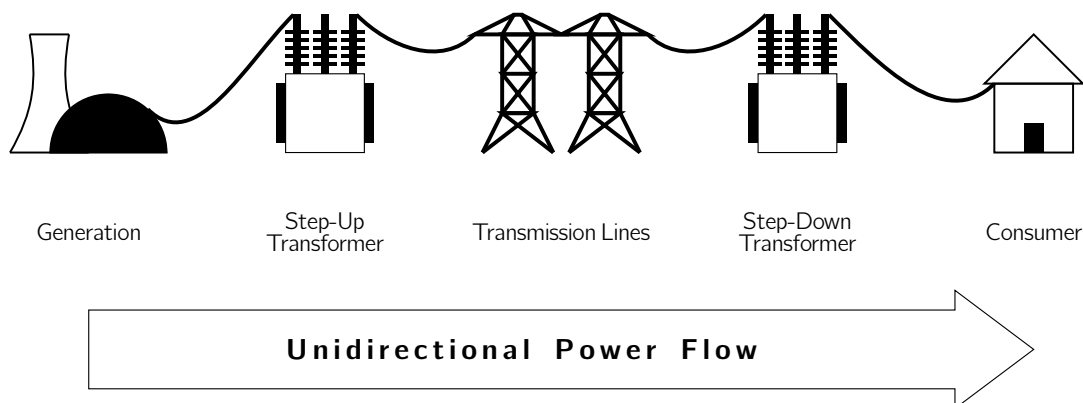 Generation
Step-Up
Transformer
Transmission Lines
Step-Down
Transformer
Consumer
Unidirectional Power Flow